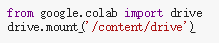 from google.colab import drive
drive.mount('/content/drive')